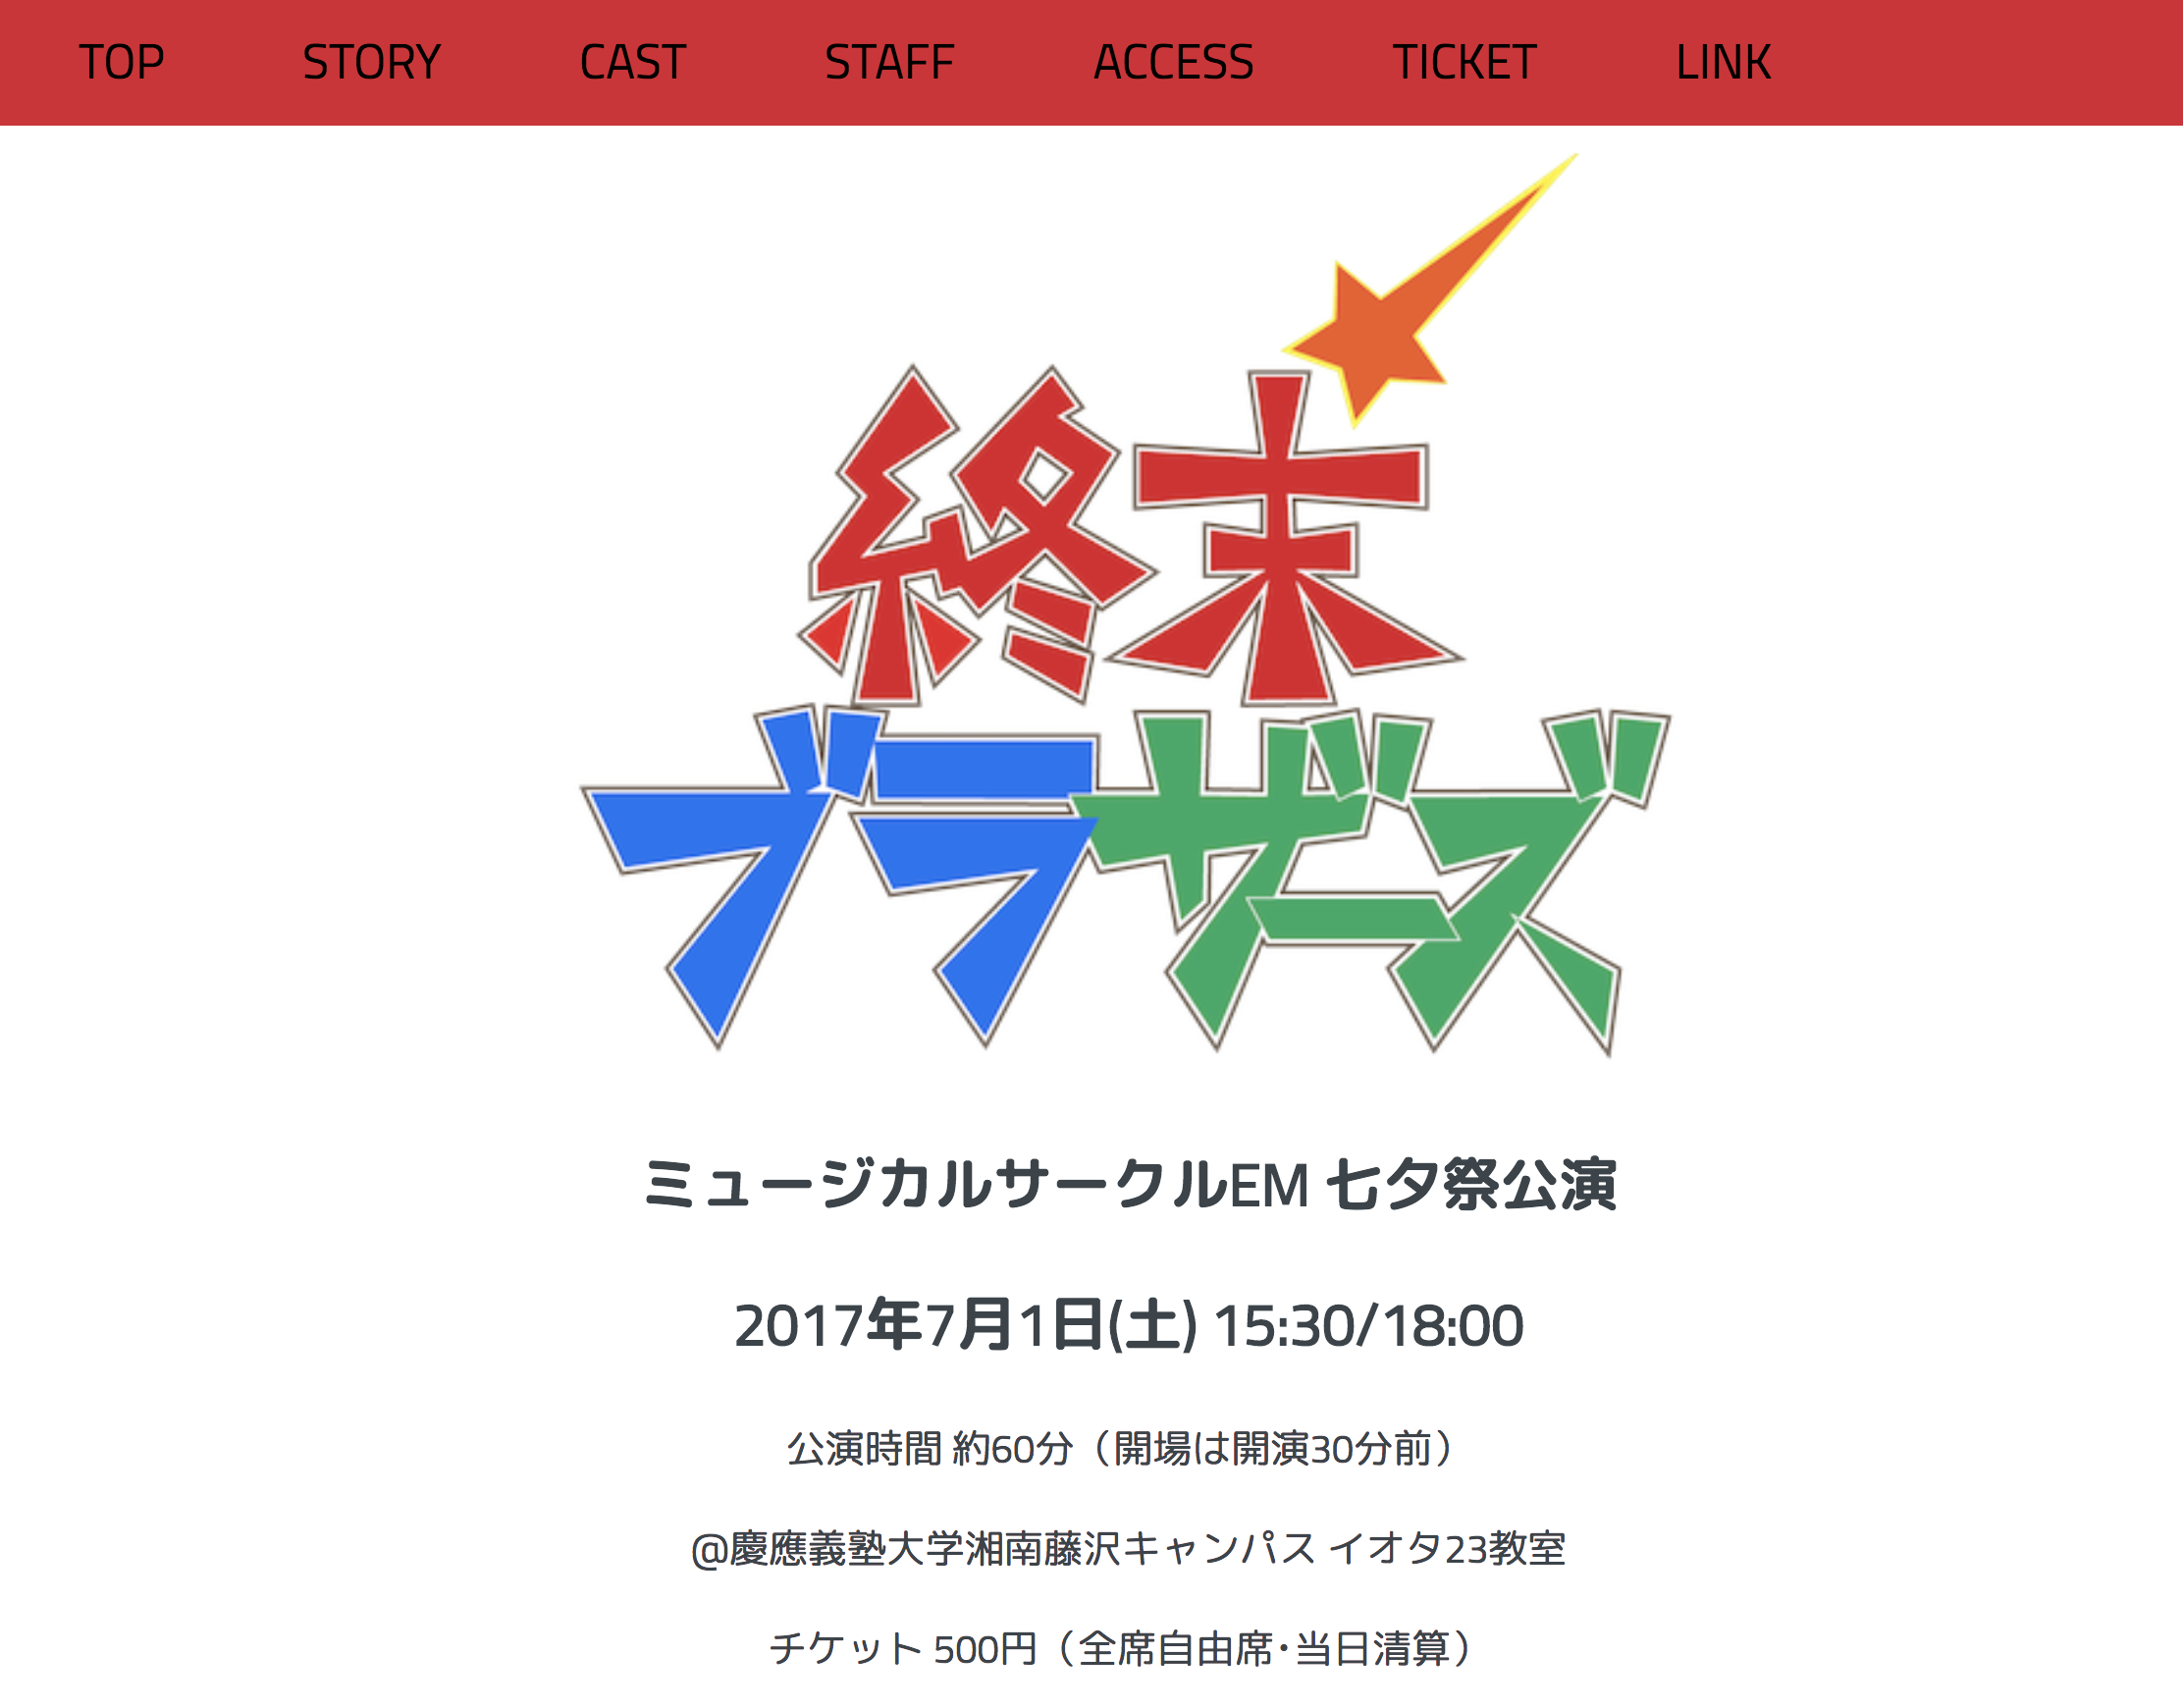 TOP STORY CAST STAFF ACCESS TICKET LINK
終末
ブラザーズ
ミュージカルサークルEM 七夕祭公演
2017年7月1日(土) 15:30/18:00
公演時間 約60分（開場は開演30分前）
@慶應義塾大学湘南藤沢キャンパス イオタ23教室
チケット 500円（全席自由席･当日清算）